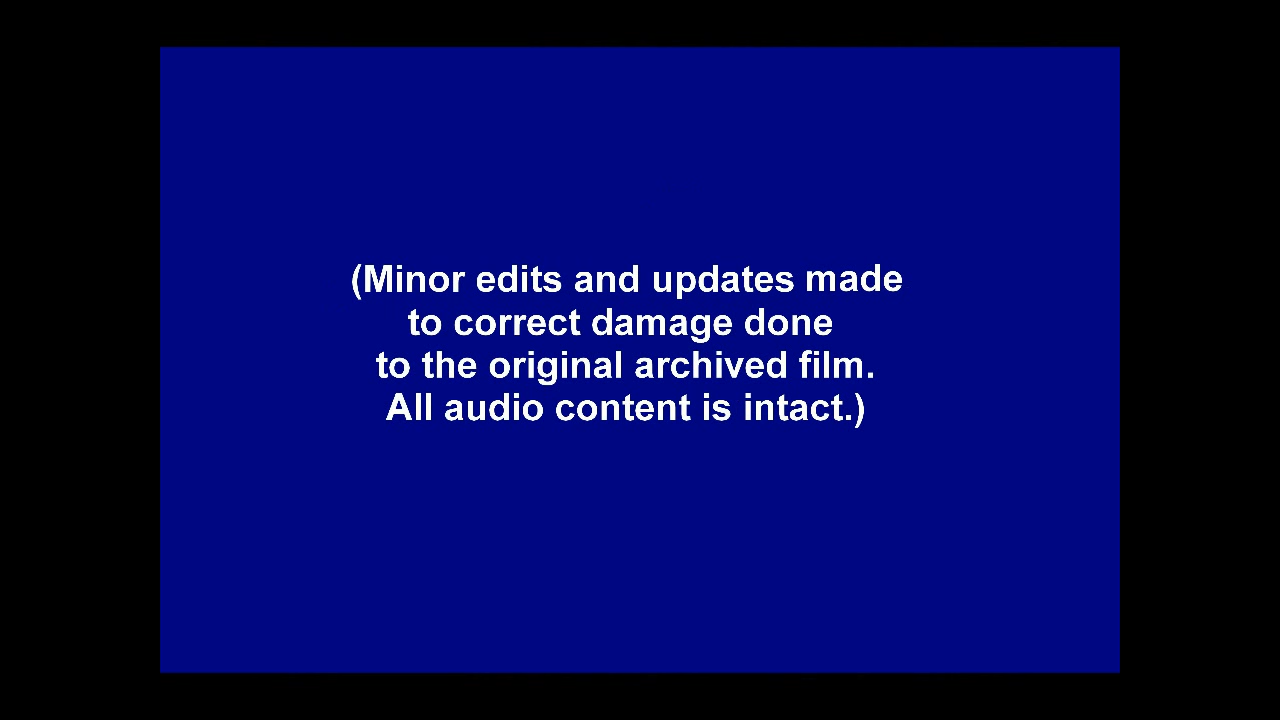 (Minor edits and updates made
to correct damage done
to the original archived film.
All audio content is intact.)